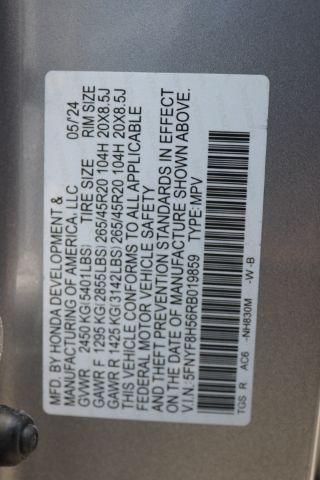 MFD. BY HONDA DEVELOPMENT &
MANUFACTURING OF AMERICA, LLC 05/24
GVWR 2450 KG( 5401LBS) TIRE SIZE RIM SIZE
GAWR F 1295 KG( 2855LBS) 265/45R20 104H 20X8.5J
GAWR R 1425 KG( 3142LBS) 265/45R20 104H 20X8.5J
THIS VEHICLE CONFORMS TO ALL APPLICABLE
FEDERAL MOTOR VEHICLE SAFETY
AND THEFT PREVENTION STANDARDS IN EFFECT
ON THE DATE OF MANUFACTURE SHOWN ABOVE.
V.I.N.: 5FNYF8H56RB019859 TYPE: MPV
TGS R AC6 -NH830M -W -B